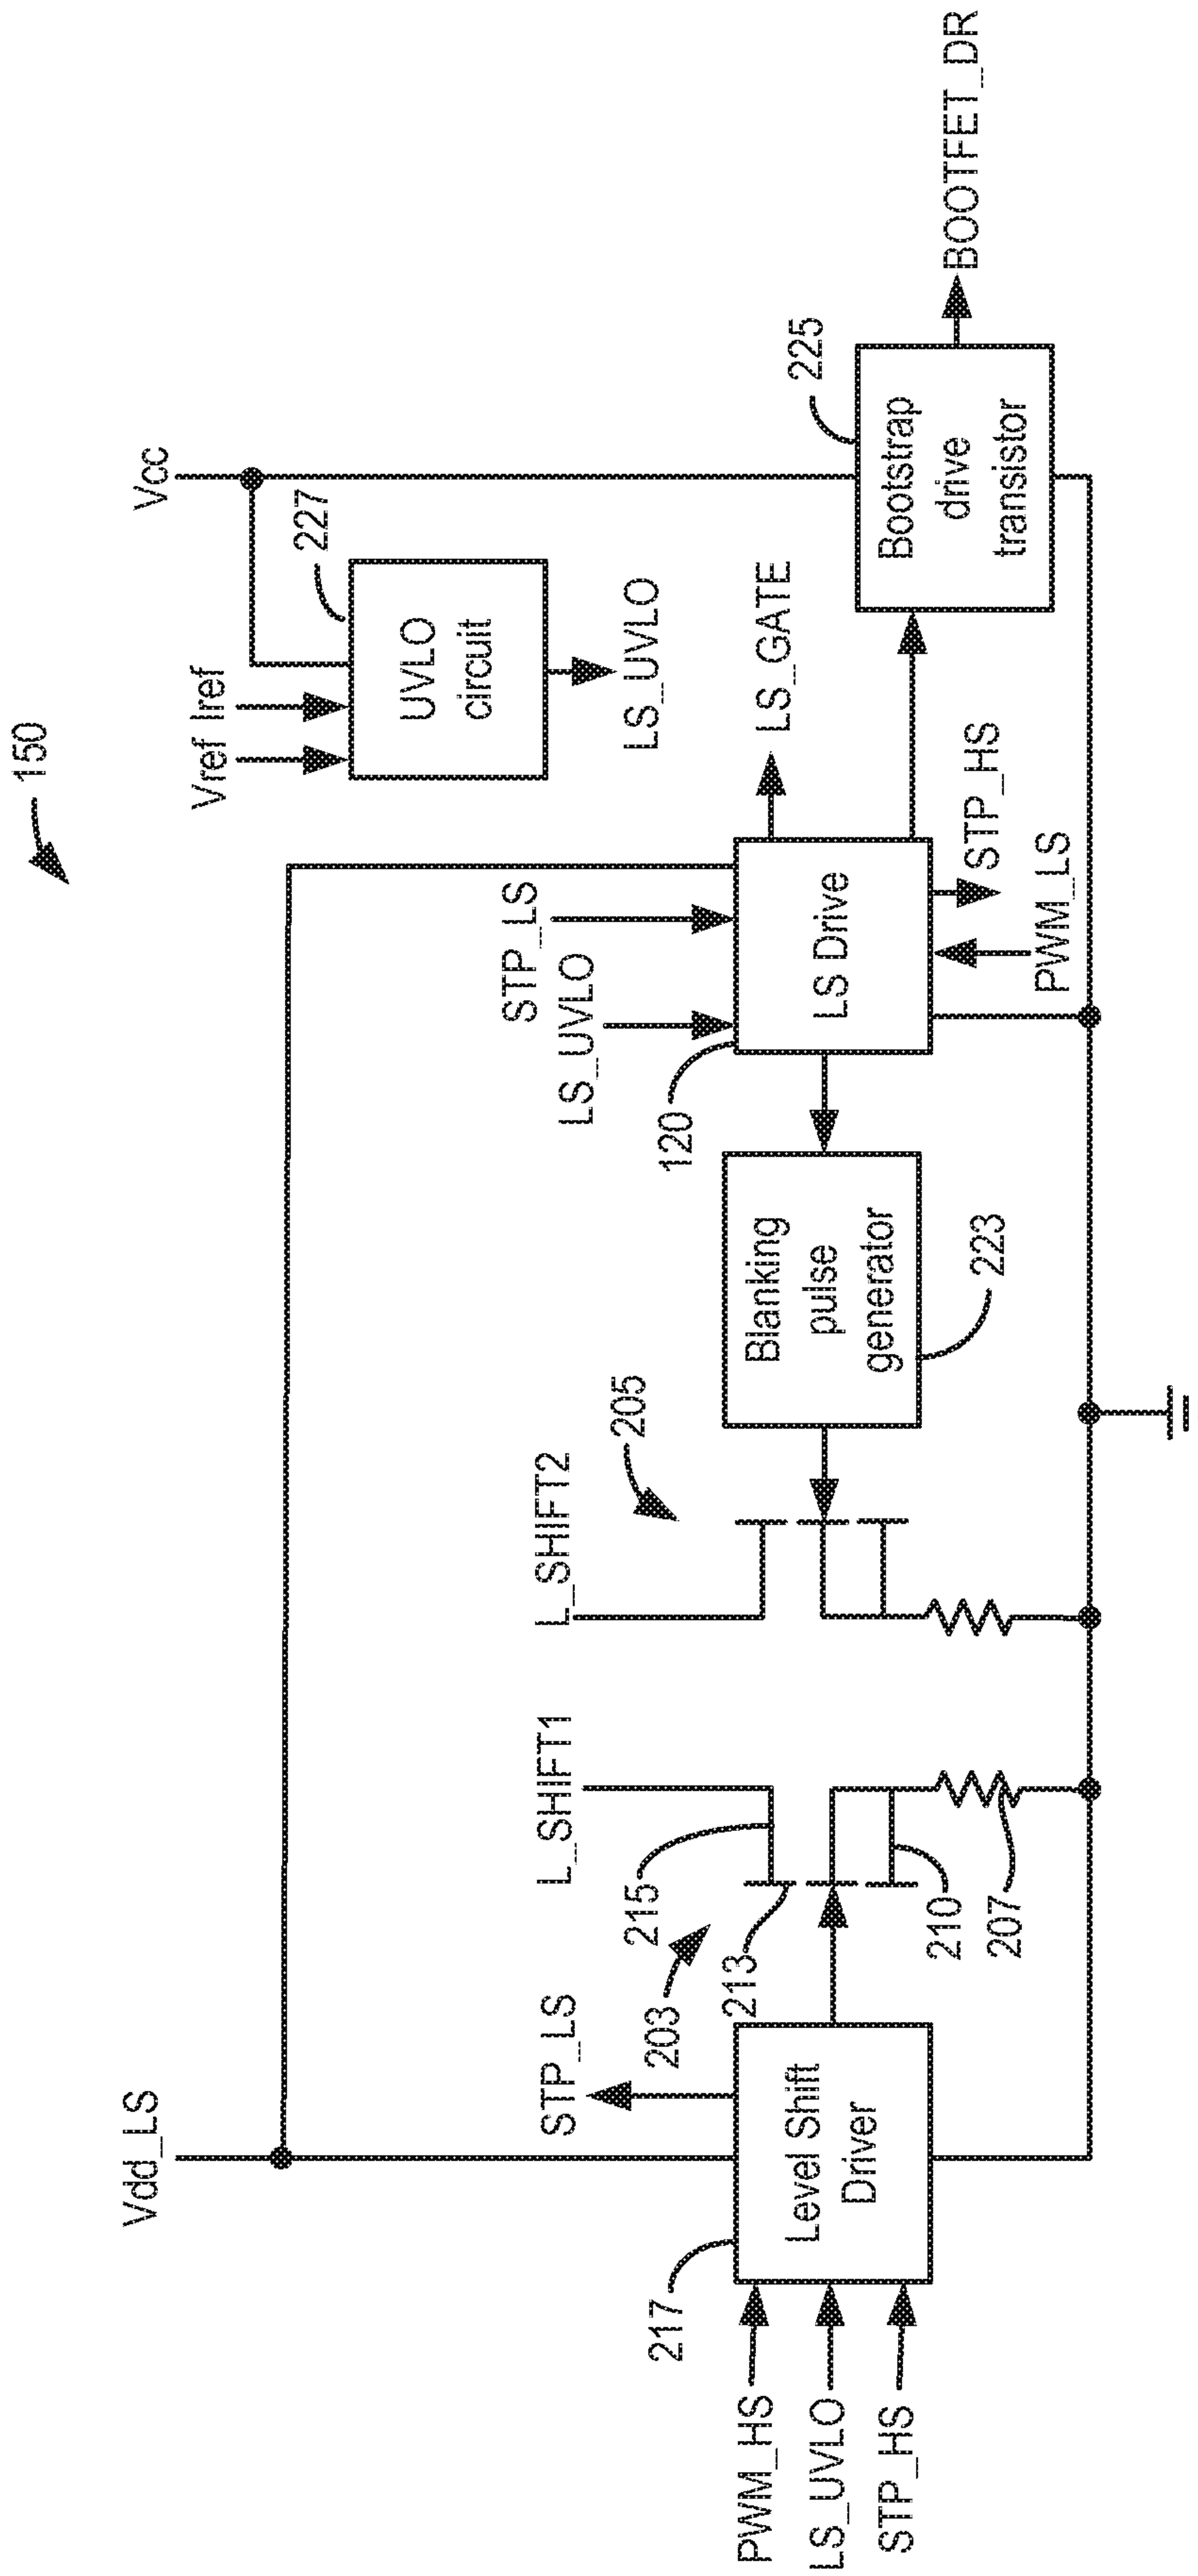 150
Vdd_LS
Vcc
Vref
Iref
227
UVLO
circuit
LS_UVLO
STP_LS
L_SHIFT1
L_SHIFT2
205
STP_LS
LS_UVLO
LS_GATE
225
217
203
215
213
120
Level Shift
Driver
Blanking
pulse
generator
223
LS Drive
Bootstrap
drive
transistor
BOOTFET_DR
PWM_HS
LS_UVLO
STP_HS
210
207
STP_HS
PWM_LS